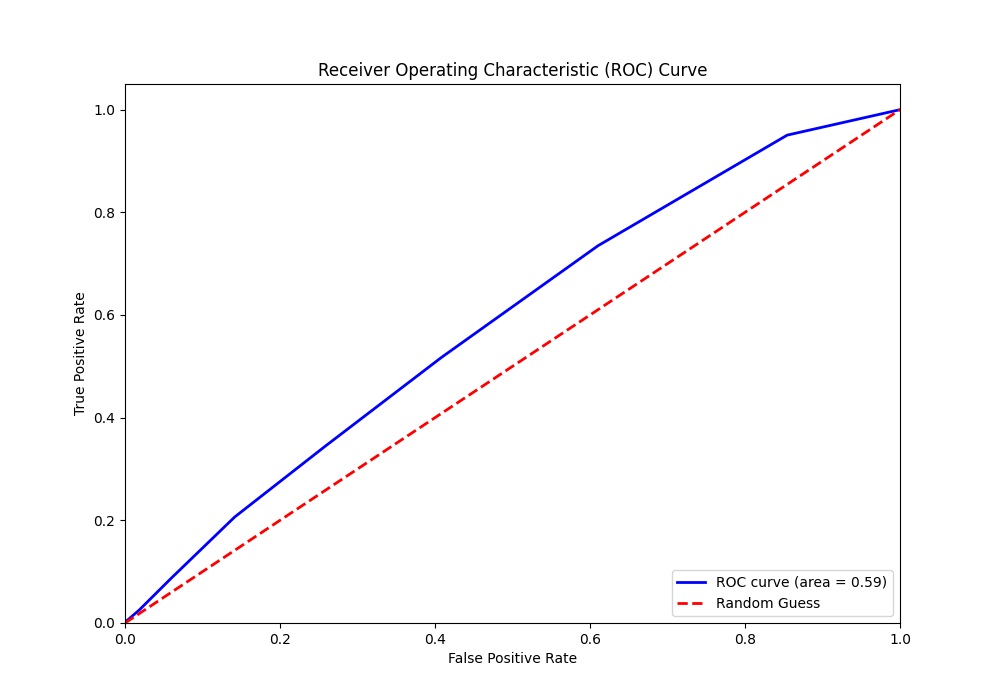 Receiver Operating Characteristic (ROC) Curve
1.0
0.8
0.6
0.4
0.2
0.0
True Positive Rate
0.0 0.2 0.4 0.6 0.8 1.0
False Positive Rate
ROC curve (area = 0.59)
Random Guess